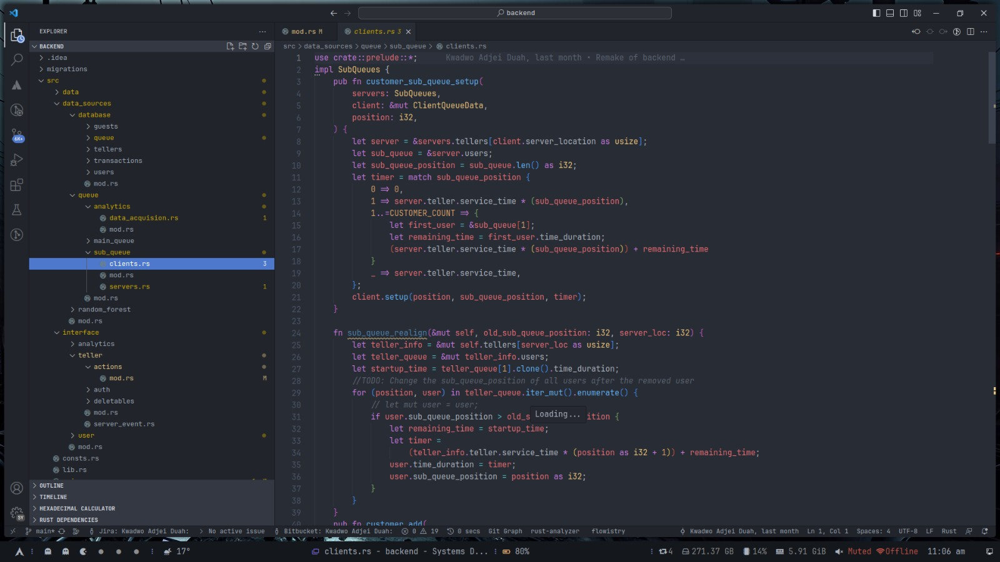 backend
EXPLORER
BACKEND
.idea
migrations
src
data
data_sources
database
guests
queue
tellers
transactions
users
mod.rs
queue
analytics
data_acquision.rs 1
mod.rs
main_queue
sub_queue
clients.rs 3
mod.rs
servers.rs 1
mod.rs
random_forest
mod.rs
interface
analytics
teller
actions
mod.rs M
auth
deletables
mod.rs
server_event.rs
user
mod.rs
consts.rs
lib.rs
OUTLINE
TIMELINE
HEXADECIMAL CALCULATOR
RUST DEPENDENCIES
6K+
SY
mod.rs M
clients.rs 3
src > data_sources > queue > sub_queue > clients.rs
1 use crate::prelude::*; Kwadwo Adjei Duah, last month • Remake of backend …
2 impl SubQueues {
3 pub fn customer_sub_queue_setup(
4 servers: SubQueues,
5 client: &mut ClientQueueData,
6 position: i32,
7 ) {
8 let server = &servers.tellers[client.server_location as usize];
9 let sub_queue = &server.users;
10 let sub_queue_position = sub_queue.len() as i32;
11 let timer = match sub_queue_position {
12 0 => 0,
13 1 => server.teller.service_time * (sub_queue_position),
14 1..=CUSTOMER_COUNT => {
15 let first_user = &sub_queue[1];
16 let remaining_time = first_user.time_duration;
17 (server.teller.service_time * (sub_queue_position)) + remaining_time
18 }
19 _ => server.teller.service_time,
20 };
21 client.setup(position, sub_queue_position, timer);
22 }
23
24 fn sub_queue_realign(&mut self, old_sub_queue_position: i32, server_loc: i32) {
25 let teller_info = &mut self.tellers[server_loc as usize];
26 let teller_queue = &mut teller_info.users;
27 let startup_time = teller_queue[1].clone().time_duration;
28 //TODO: Change the sub_queue_position of all users after the removed user
29 for (position, user) in teller_queue.iter_mut().enumerate() {
30 // let mut user = user;
31 if user.sub_queue_position > old_s Loading... ition {
32 let remaining_time = startup_time;
33 let timer =
34 (teller_info.teller.service_time * (position as i32 + 1)) + remaining_time;
35 user.time_duration = timer;
36 user.sub_queue_position = position as i32;
37 }
38 }
39 }
40 pub fn customer_add(
main* Jira: Kwadwo Adjei Duah: No active issue Bitbucket: Kwadwo Adjei Duah: 0 19 0 secs Git Graph rust-analyzer flowistry Kwadwo Adjei Duah, last month Ln 1, Col 1 Spaces: 4 UTF-8 LF Rust
17° clients.rs - backend - Systems D... 80% 4 271.37 GB 14% 5.91 GiB Muted Offline 11:06 am